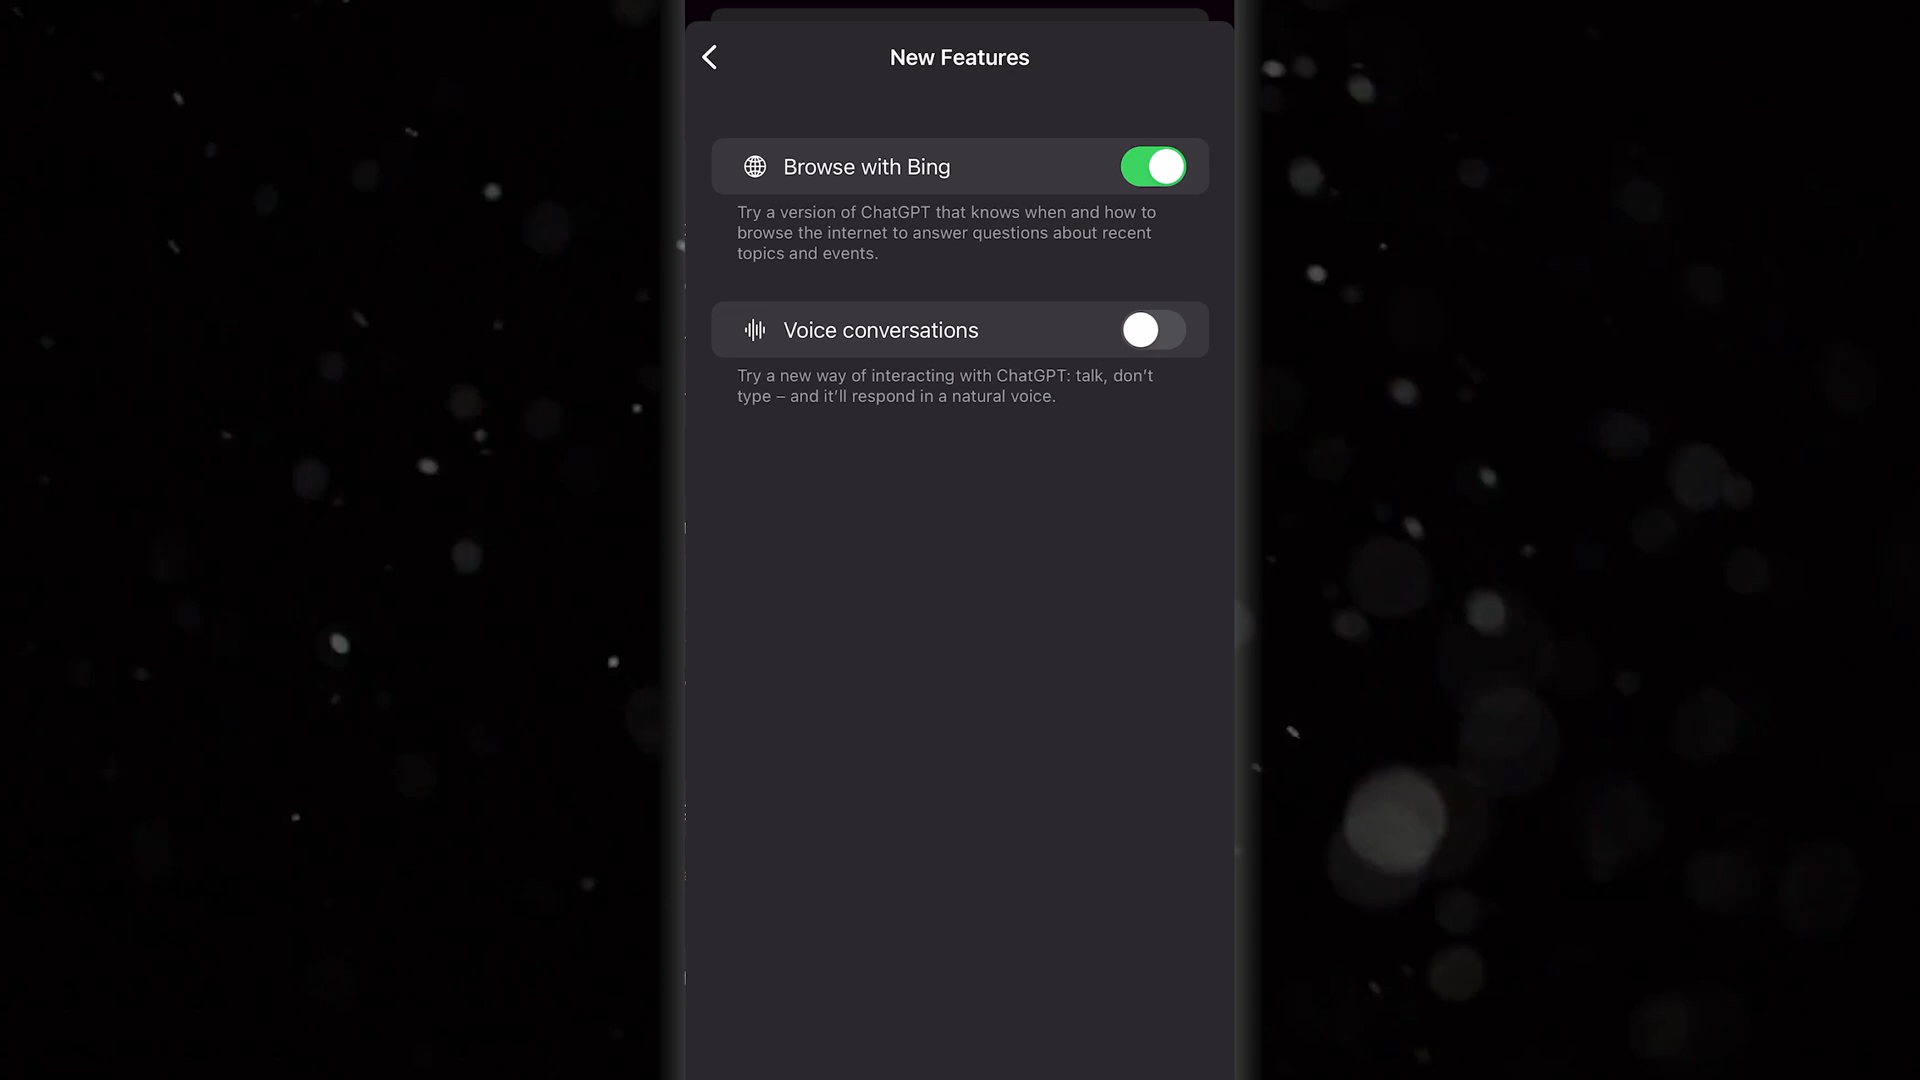 New Features
Browse with Bing
Try a version of ChatGPT that knows when and how to
browse the internet to answer questions about recent
topics and events.
Voice conversations
Try a new way of interacting with ChatGPT: talk, don’t
type – and it’ll respond in a natural voice.